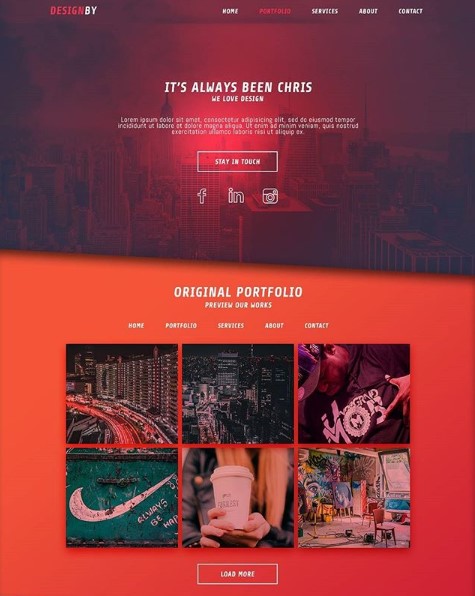 DESIGNBY
HOME PORTFOLIO SERVICES ABOUT CONTACT
IT'S ALWAYS BEEN CHRIS
WE LOVE DESIGN
Lorem ipsum dolor sit amet, consectetur adipisicing elit, sed do eiusmod tempor
incididunt ut labore et dolore magna aliqua. Ut enim ad minim veniam, quis nostrud
exercitation ullamco laboris nisi ut aliquip ex.
STAY IN TOUCH
f in
ORIGINAL PORTFOLIO
PREVIEW OUR WORKS
HOME PORTFOLIO SERVICES ABOUT CONTACT
ALWAYS
BE
LOAD MORE